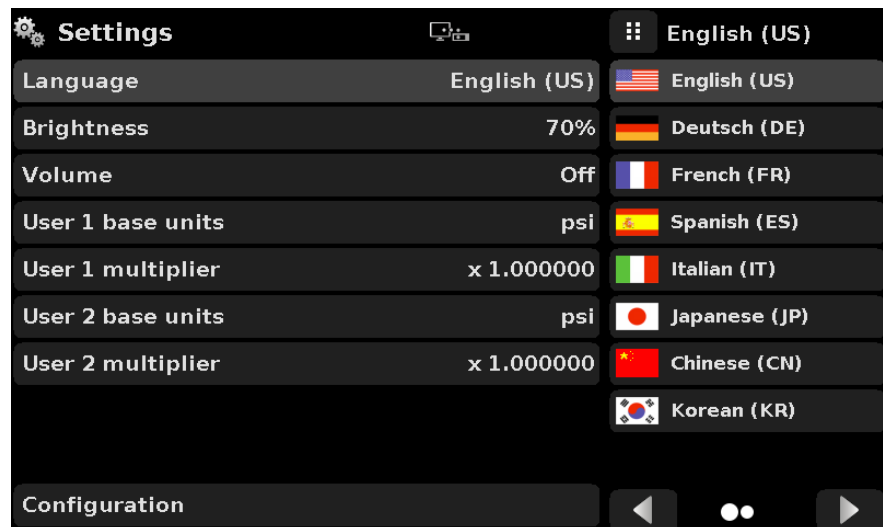 Settings
English (US)
Language English (US)
Brightness 70%
Volume Off
User 1 base units psi
User 1 multiplier x 1.000000
User 2 base units psi
User 2 multiplier x 1.000000
Configuration
English (US)
Deutsch (DE)
French (FR)
Spanish (ES)
Italian (IT)
Japanese (JP)
Chinese (CN)
Korean (KR)